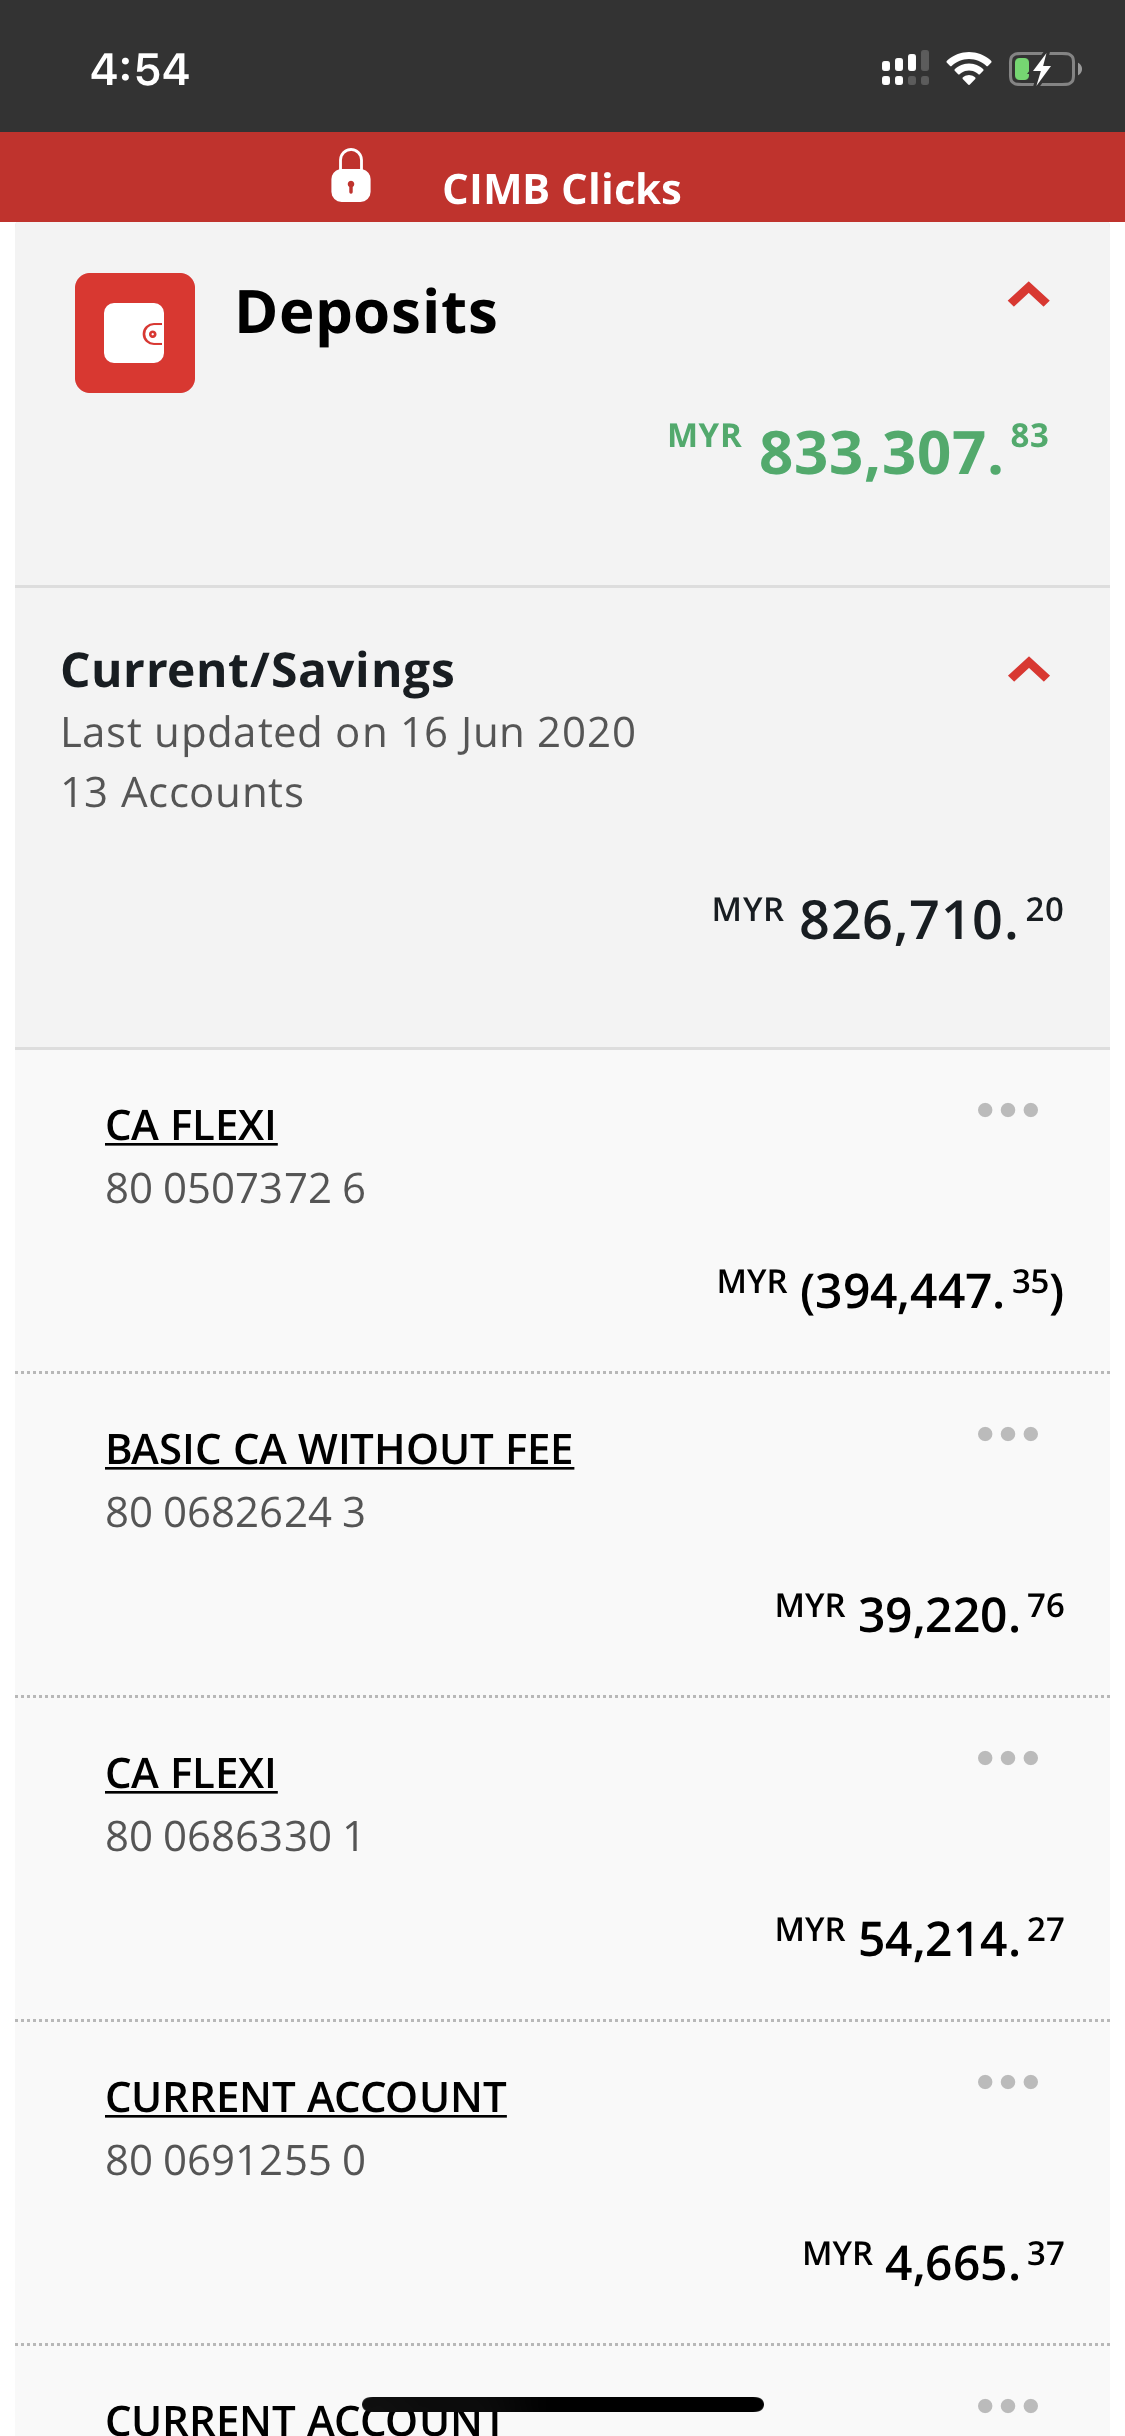 4:54
CIMB Clicks
Deposits
MYR 833,307.83
Current/Savings
Last updated on 16 Jun 2020
13 Accounts
MYR 826,710.20
CA FLEXI
80 0507372 6
MYR (394,447.35)
BASIC CA WITHOUT FEE
80 0682624 3
MYR 39,220.76
CA FLEXI
80 0686330 1
MYR 54,214.27
CURRENT ACCOUNT
80 0691255 0
MYR 4,665.37
CURRENT ACCOUNT